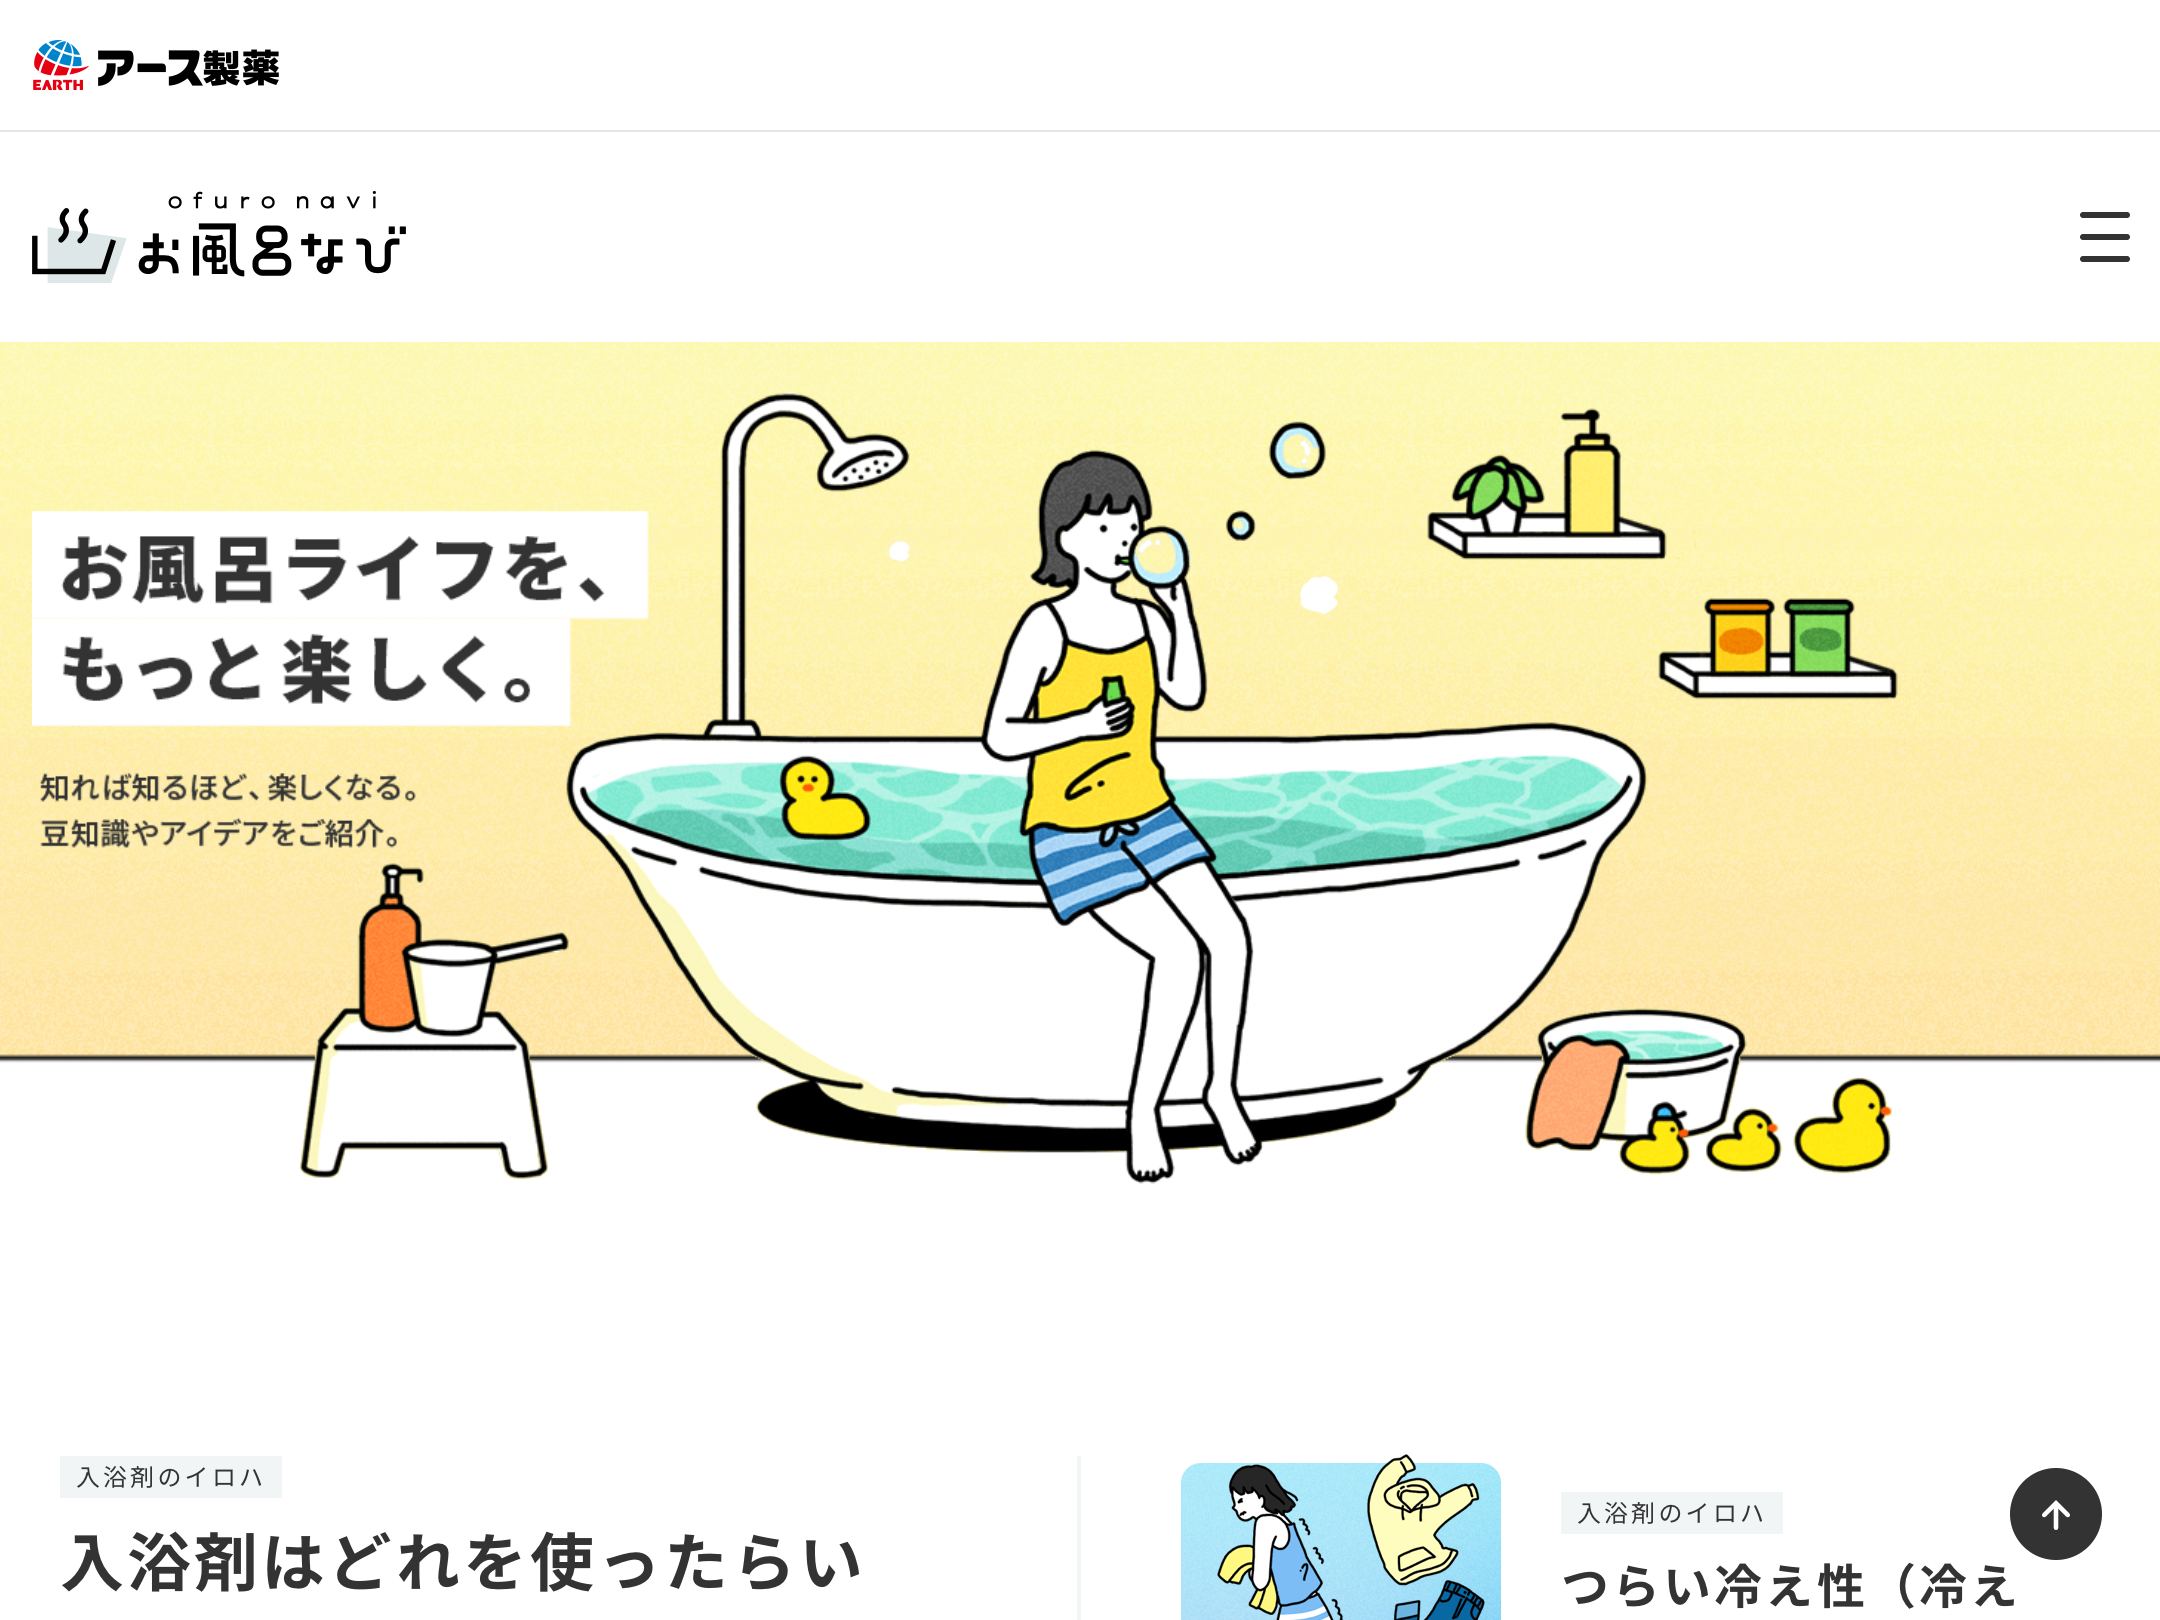 EARTH アース製薬
ofuro navi
お風呂なび
お風呂ライフを、
もっと楽しく。
知れば知るほど、楽しくなる。
豆知識やアイデアをご紹介。
入浴剤のイロハ
入浴剤はどれを使ったらい
入浴剤のイロハ
つらい冷え性（冷え